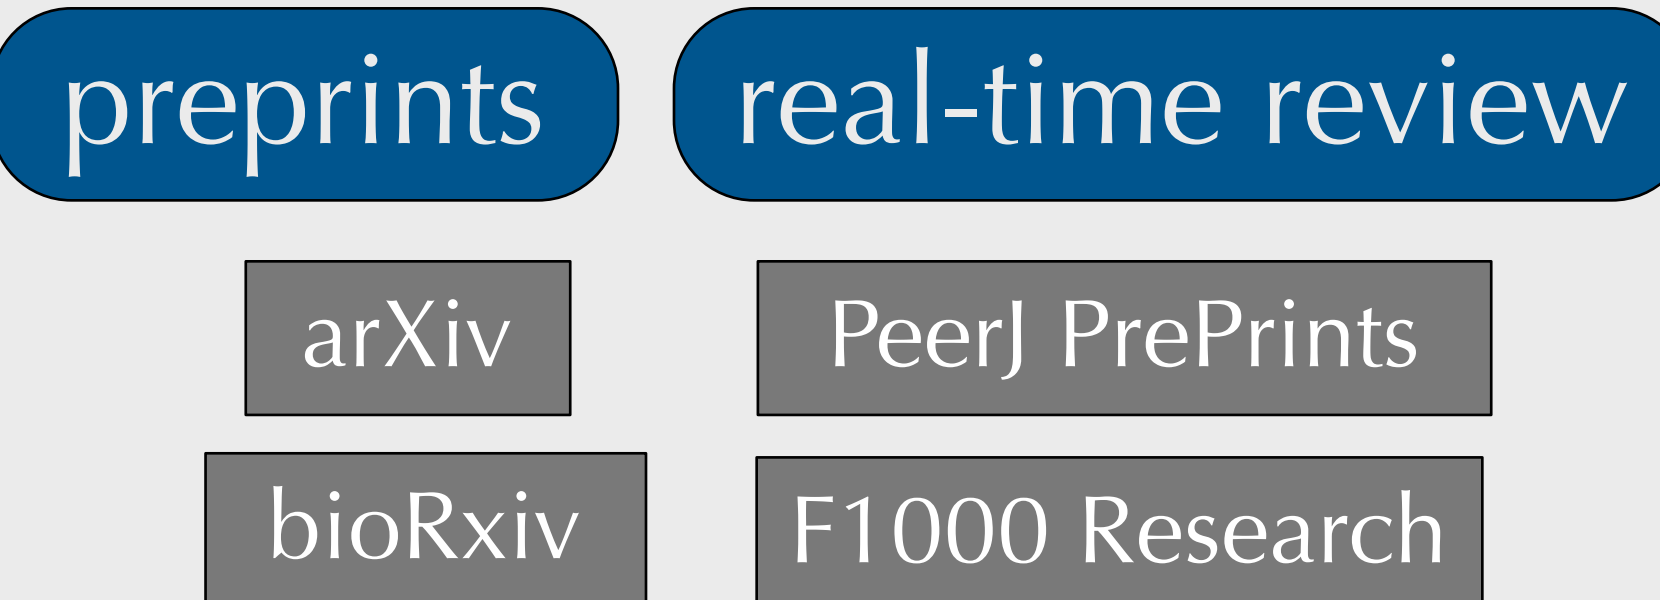 preprints
real-time review
arXiv
PeerJ PrePrints
bioRxiv
F1000 Research